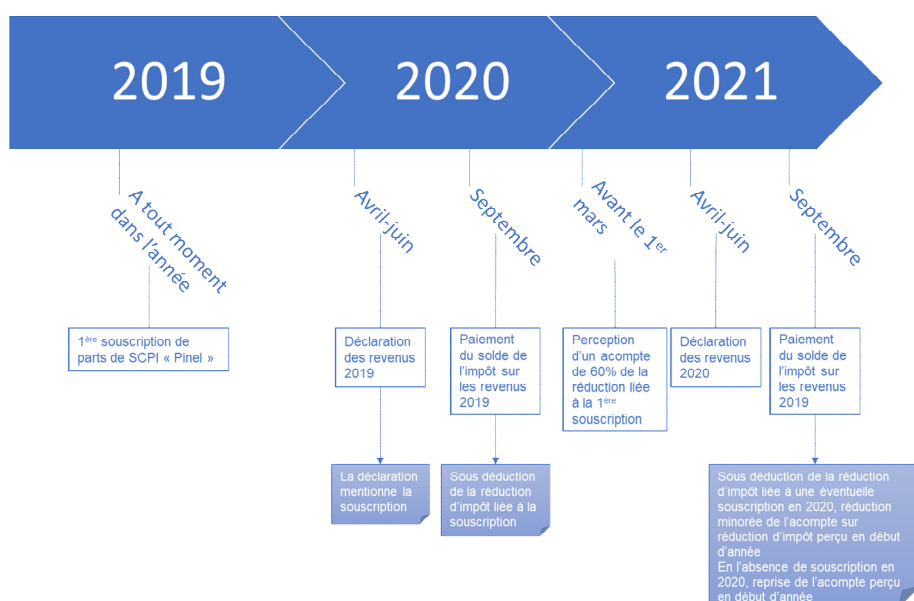 2019
2020
2021
A tout moment
dans l'année
Avril-juin
Septembre
Avant le 1er
mars
Avril-juin
Septembre
1ère souscription de
parts de SCPI « Pinel »
Déclaration
des revenus
2019
Paiement
du solde de
l'impôt sur
les revenus
2019
Perception
d'un acompte
de 60% de la
réduction liée
à la 1ère
souscription
Déclaration
des revenus
2020
Paiement
du solde de
l'impôt sur
les revenus
2019
La déclaration
mentionne la
souscription
Sous déduction
de la réduction
d'impôt liée à la
souscription
Sous déduction de la réduction
d'impôt liée à une éventuelle
souscription en 2020, réduction
minorée de l'acompte sur
réduction d'impôt perçu en début
d'année
En l'absence de souscription en
2020, reprise de l'acompte perçu
en début d'année